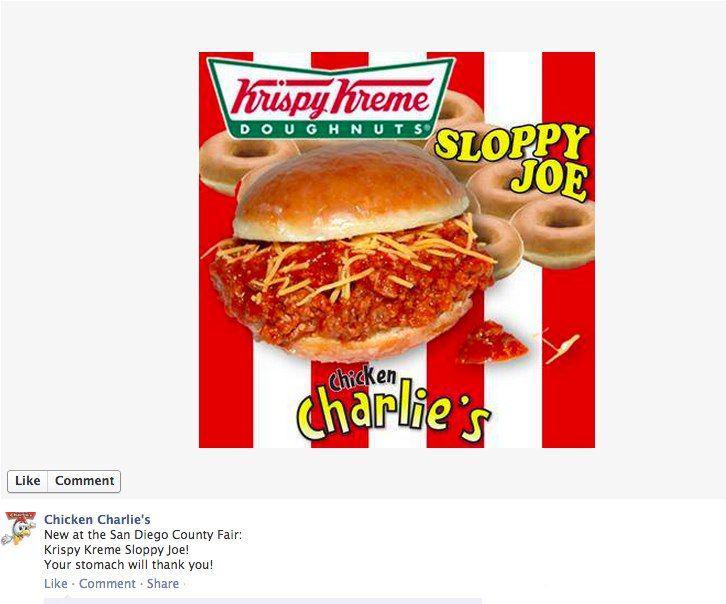 Krispy Kreme
DOUGHNUTS®
SLOPPY
JOE
Chicken
Charlie's
Like Comment
Chicken Charlie's
New at the San Diego County Fair:
Krispy Kreme Sloppy Joe!
Your stomach will thank you!
Like · Comment · Share